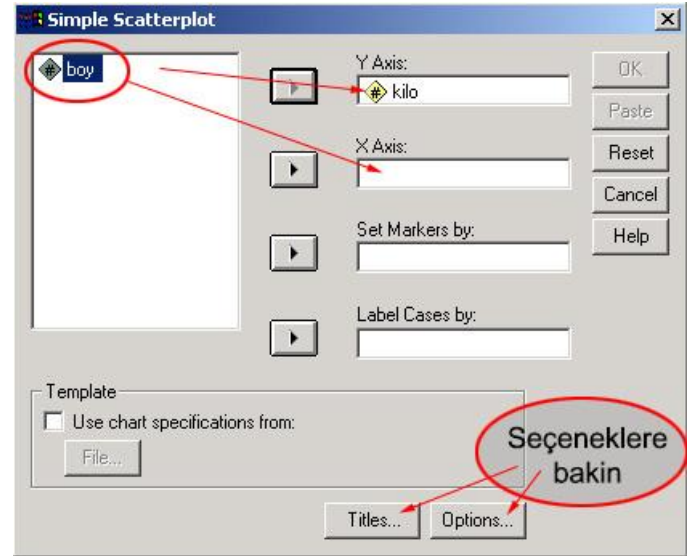 Simple Scatterplot
# boy
Y Axis:
# kilo
X Axis:
Set Markers by:
Label Cases by:
OK
Paste
Reset
Cancel
Help
Template
Use chart specifications from:
File...
Seçeneklere
bakin
Titles...
Options...